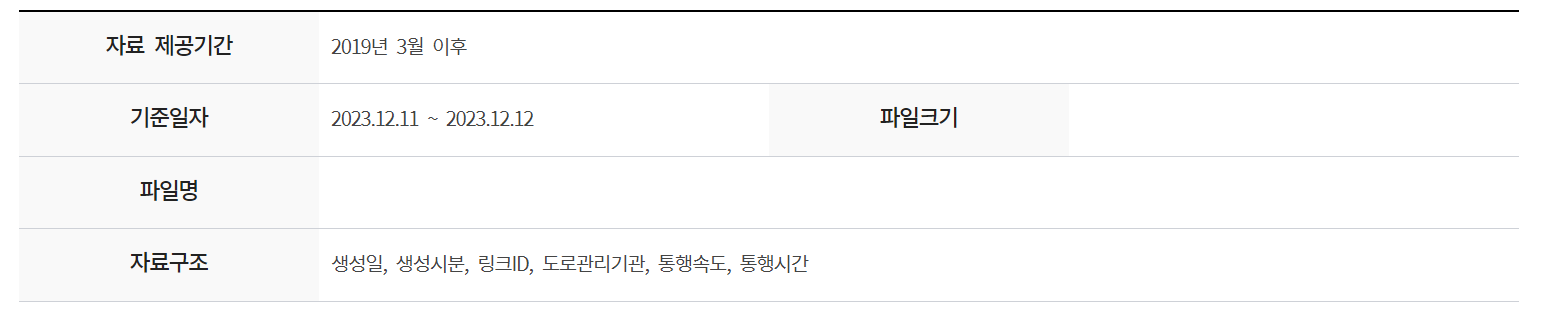 자료 제공기간 2019년 3월 이후
기준일자 2023.12.11 ~ 2023.12.12 파일크기
파일명
자료구조 생성일, 생성시분, 링크ID, 도로관리기관, 통행속도, 통행시간